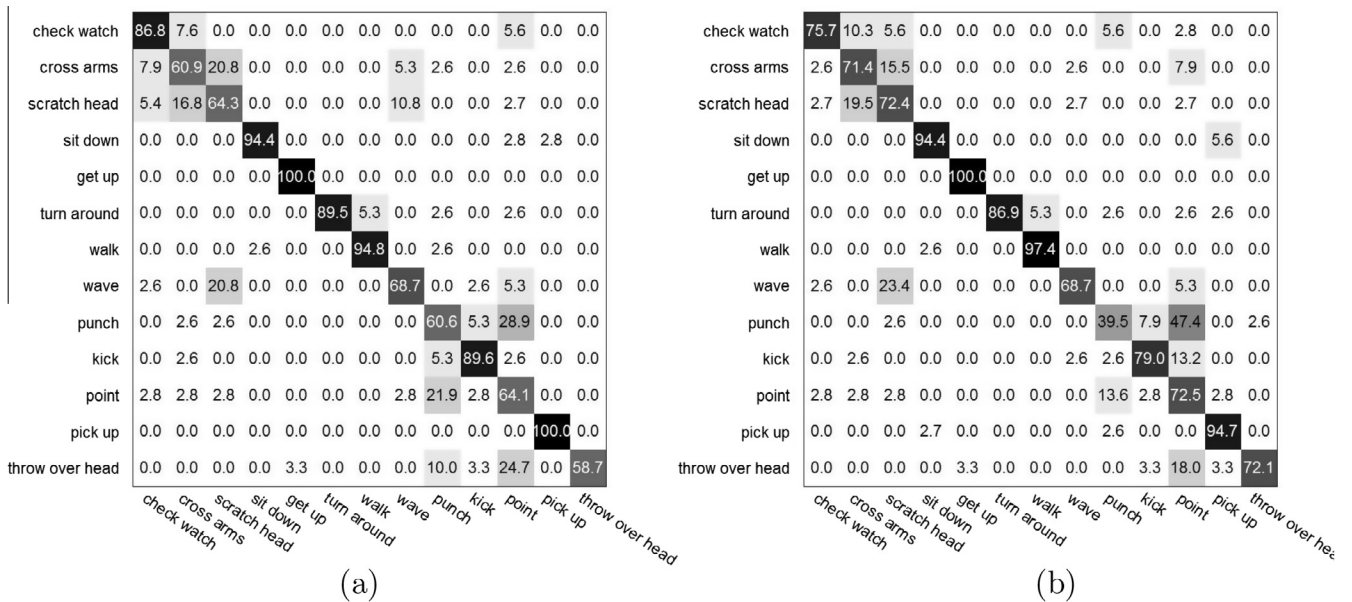 check watch 86.8 7.6 0.0 0.0 0.0 0.0 0.0 0.0 0.0 0.0 5.6 0.0 0.0
cross arms 7.9 60.9 20.8 0.0 0.0 0.0 0.0 5.3 2.6 0.0 2.6 0.0 0.0
scratch head 5.4 16.8 64.3 0.0 0.0 0.0 0.0 10.8 0.0 0.0 2.7 0.0 0.0
sit down 0.0 0.0 0.0 94.4 0.0 0.0 0.0 0.0 0.0 0.0 2.8 2.8 0.0
get up 0.0 0.0 0.0 0.0 100.0 0.0 0.0 0.0 0.0 0.0 0.0 0.0 0.0
turn around 0.0 0.0 0.0 0.0 0.0 89.5 5.3 0.0 2.6 0.0 2.6 0.0 0.0
walk 0.0 0.0 0.0 2.6 0.0 0.0 94.8 0.0 2.6 0.0 0.0 0.0 0.0
wave 2.6 0.0 20.8 0.0 0.0 0.0 0.0 68.7 0.0 2.6 5.3 0.0 0.0
punch 0.0 2.6 2.6 0.0 0.0 0.0 0.0 0.0 60.6 5.3 28.9 0.0 0.0
kick 0.0 2.6 0.0 0.0 0.0 0.0 0.0 0.0 5.3 89.6 2.6 0.0 0.0
point 2.8 2.8 2.8 0.0 0.0 0.0 0.0 2.8 21.9 2.8 64.1 0.0 0.0
pick up 0.0 0.0 0.0 0.0 0.0 0.0 0.0 0.0 0.0 0.0 0.0 100.0 0.0
throw over head 0.0 0.0 0.0 0.0 3.3 0.0 0.0 0.0 10.0 3.3 24.7 0.0 58.7
check watch cross arms scratch head sit down get up turn around walk wave punch kick point pick up throw over head
(a)
check watch 75.7 10.3 5.6 0.0 0.0 0.0 0.0 0.0 5.6 0.0 2.8 0.0 0.0
cross arms 2.6 71.4 15.5 0.0 0.0 0.0 0.0 2.6 0.0 0.0 7.9 0.0 0.0
scratch head 2.7 19.5 72.4 0.0 0.0 0.0 0.0 2.7 0.0 0.0 2.7 0.0 0.0
sit down 0.0 0.0 0.0 94.4 0.0 0.0 0.0 0.0 0.0 0.0 0.0 5.6 0.0
get up 0.0 0.0 0.0 0.0 100.0 0.0 0.0 0.0 0.0 0.0 0.0 0.0 0.0
turn around 0.0 0.0 0.0 0.0 0.0 86.9 5.3 0.0 2.6 0.0 2.6 2.6 0.0
walk 0.0 0.0 0.0 2.6 0.0 0.0 97.4 0.0 0.0 0.0 0.0 0.0 0.0
wave 2.6 0.0 23.4 0.0 0.0 0.0 0.0 68.7 0.0 0.0 5.3 0.0 0.0
punch 0.0 0.0 2.6 0.0 0.0 0.0 0.0 0.0 39.5 7.9 47.4 0.0 2.6
kick 0.0 2.6 0.0 0.0 0.0 0.0 0.0 2.6 2.6 79.0 13.2 0.0 0.0
point 2.8 2.8 2.8 0.0 0.0 0.0 0.0 0.0 13.6 2.8 72.5 2.8 0.0
pick up 0.0 0.0 0.0 2.7 0.0 0.0 0.0 0.0 2.6 0.0 0.0 94.7 0.0
throw over head 0.0 0.0 0.0 0.0 3.3 0.0 0.0 0.0 0.0 3.3 18.0 3.3 72.1
check watch cross arms scratch head sit down get up turn around walk wave punch kick point pick up throw over hea
(b)